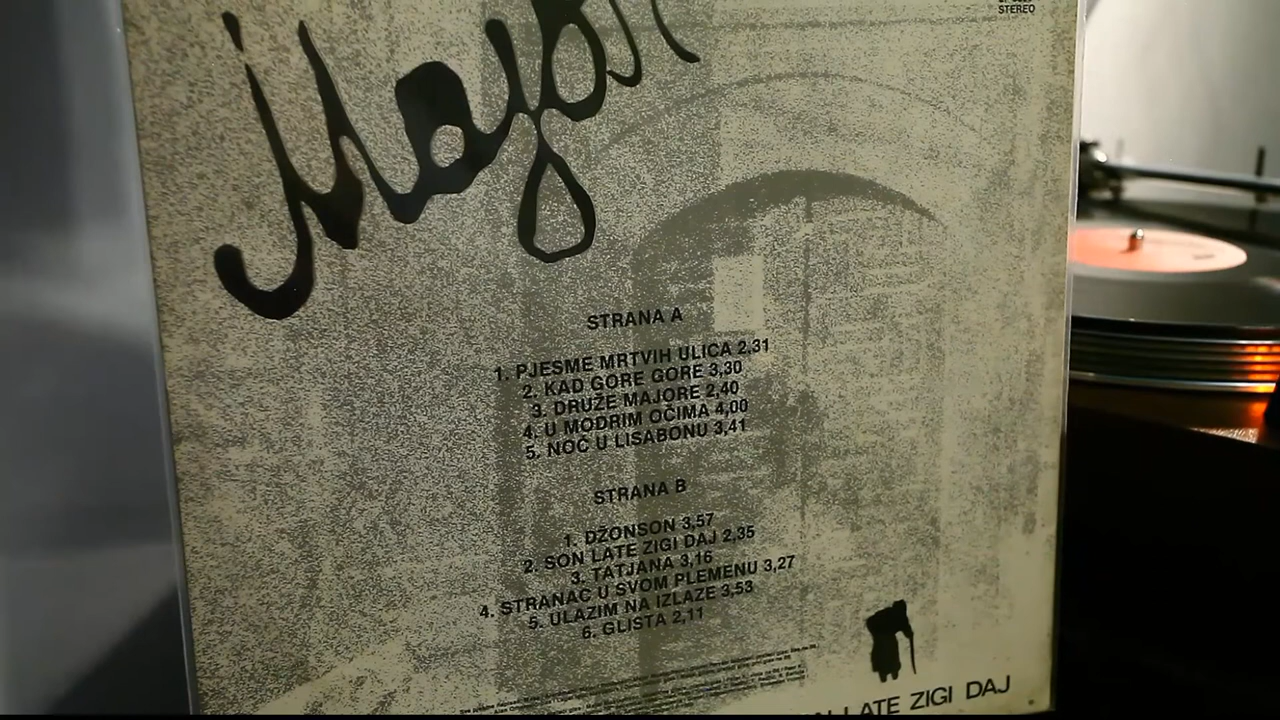 STEREO
Major
STRANA A
1. PJESME MRTVIH ULICA 2,31
2. KAD GORE GORE 3,30
3. DRUŽE MAJORE 2,40
4. U MODRIM OČIMA 4,00
5. NOĆ U LISABONU 3,41
STRANA B
1. DŽONSON 3,57
2. SON LATE ZIGI DAJ 2,35
3. TATJANA 3,16
4. STRANAC U SVOM PLEMENU 3,27
5. ULAZIM NA IZLAZE 3,53
6. GLISTA 2,11
LATE ZIGI DAJ